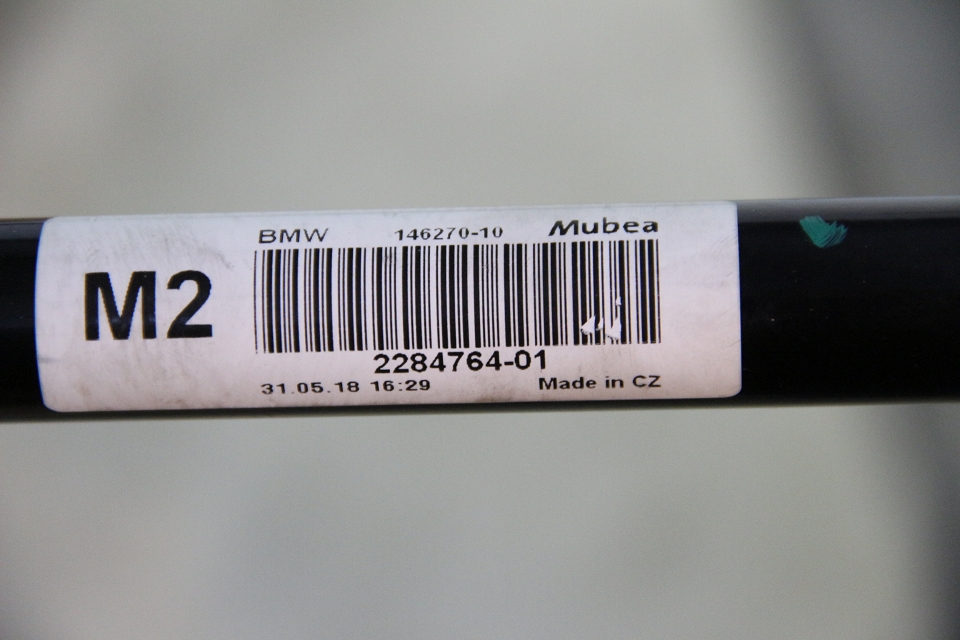 BMW 146270-10 Mubea
M2
2284764-01
31.05.18 16:29 Made in CZ